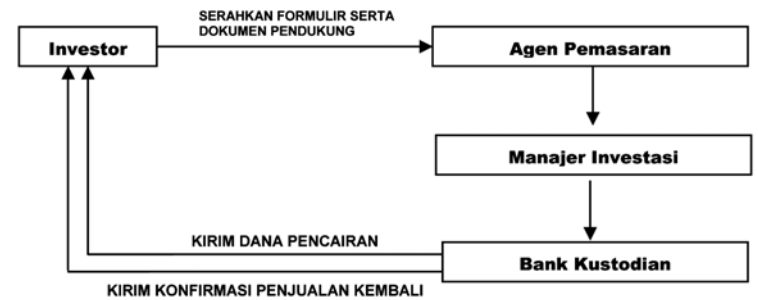 SERAHKAN FORMULIR SERTA
DOKUMEN PENDUKUNG
Investor
Agen Pemasaran
Manajer Investasi
KIRIM DANA PENCAIRAN
Bank Kustodian
KIRIM KONFIRMASI PENJUALAN KEMBALI